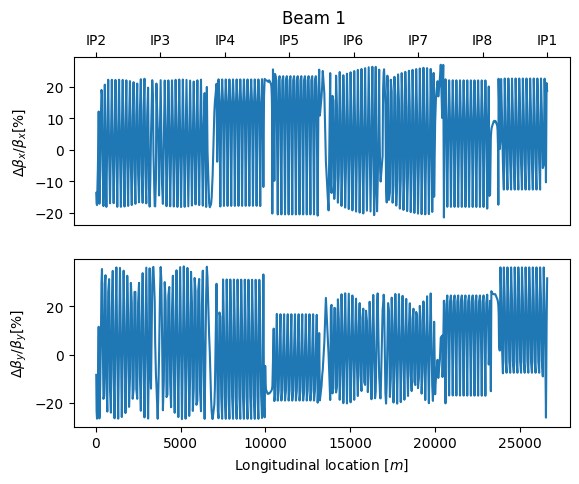 Beam 1
IP2 IP3 IP4 IP5 IP6 IP7 IP8 IP1
Δβx/βx[%]
20
10
0
−10
−20
Δβy/βy[%]
20
0
−20
0 5000 10000 15000 20000 25000
Longitudinal location [m]